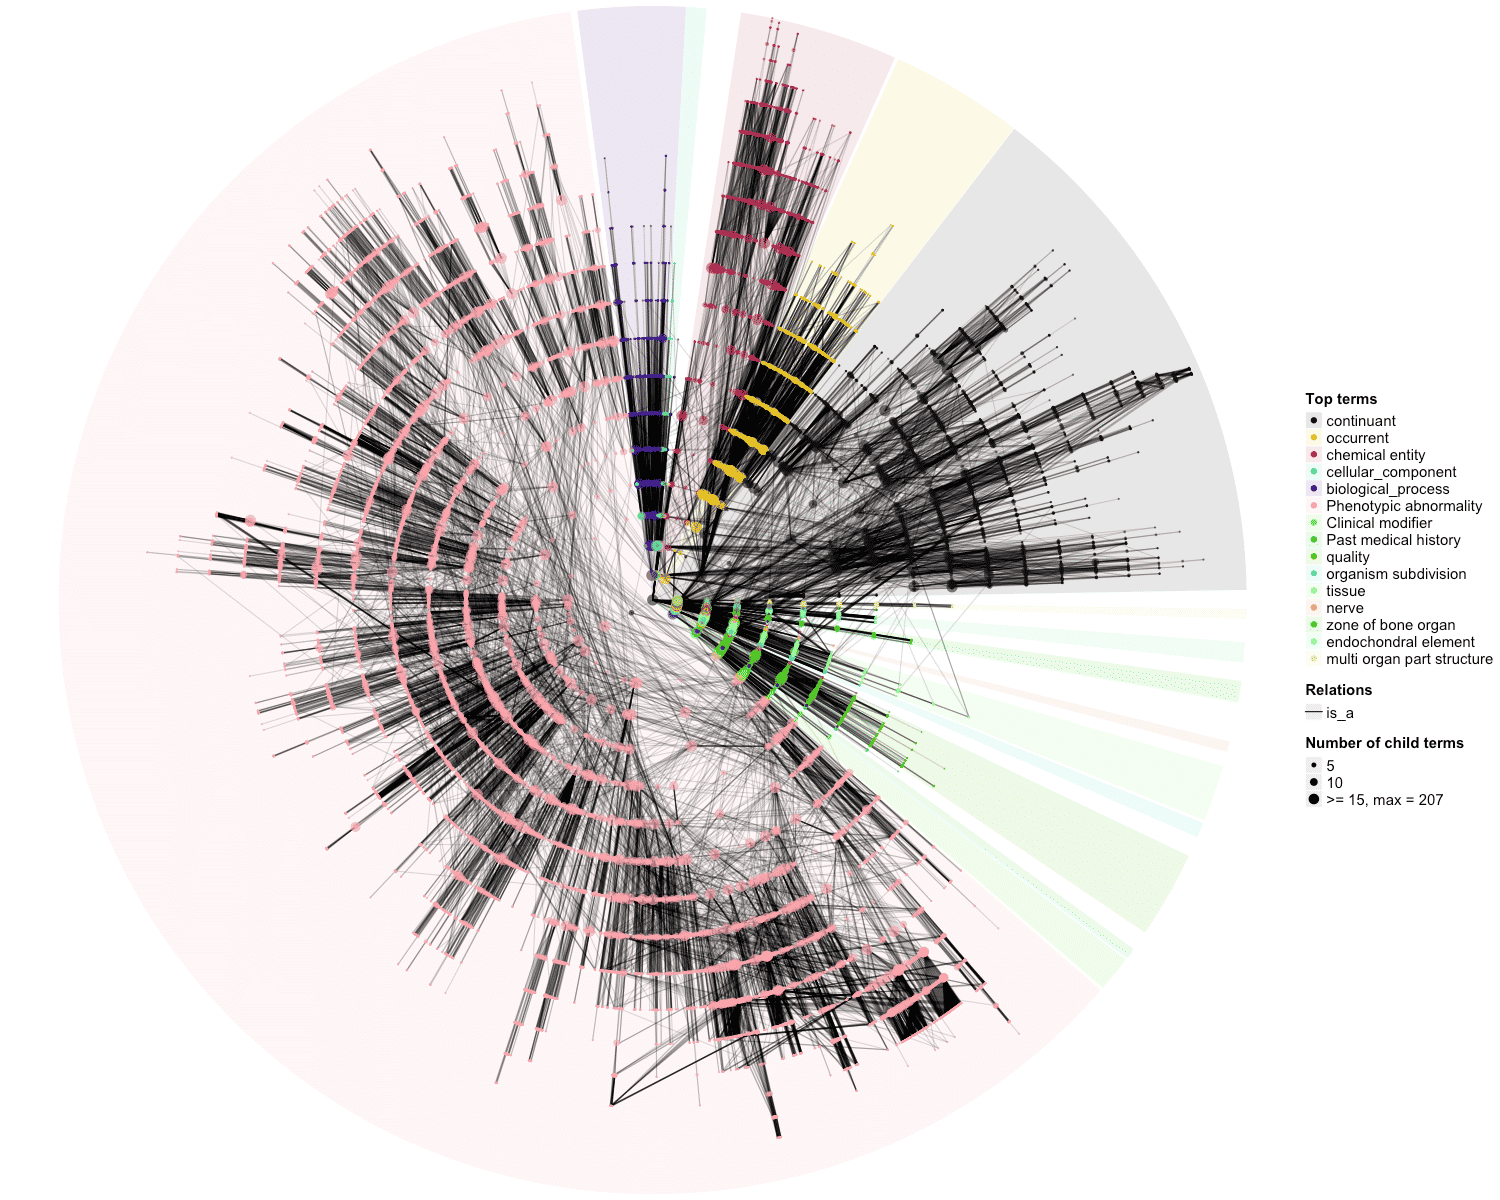 Top terms
continuant
occurrent
chemical entity
cellular_component
biological_process
Phenotypic abnormality
Clinical modifier
Past medical history
quality
organism subdivision
tissue
nerve
zone of bone organ
endochondral element
multi organ part structure
Relations
is_a
Number of child terms
5
10
>= 15, max = 207